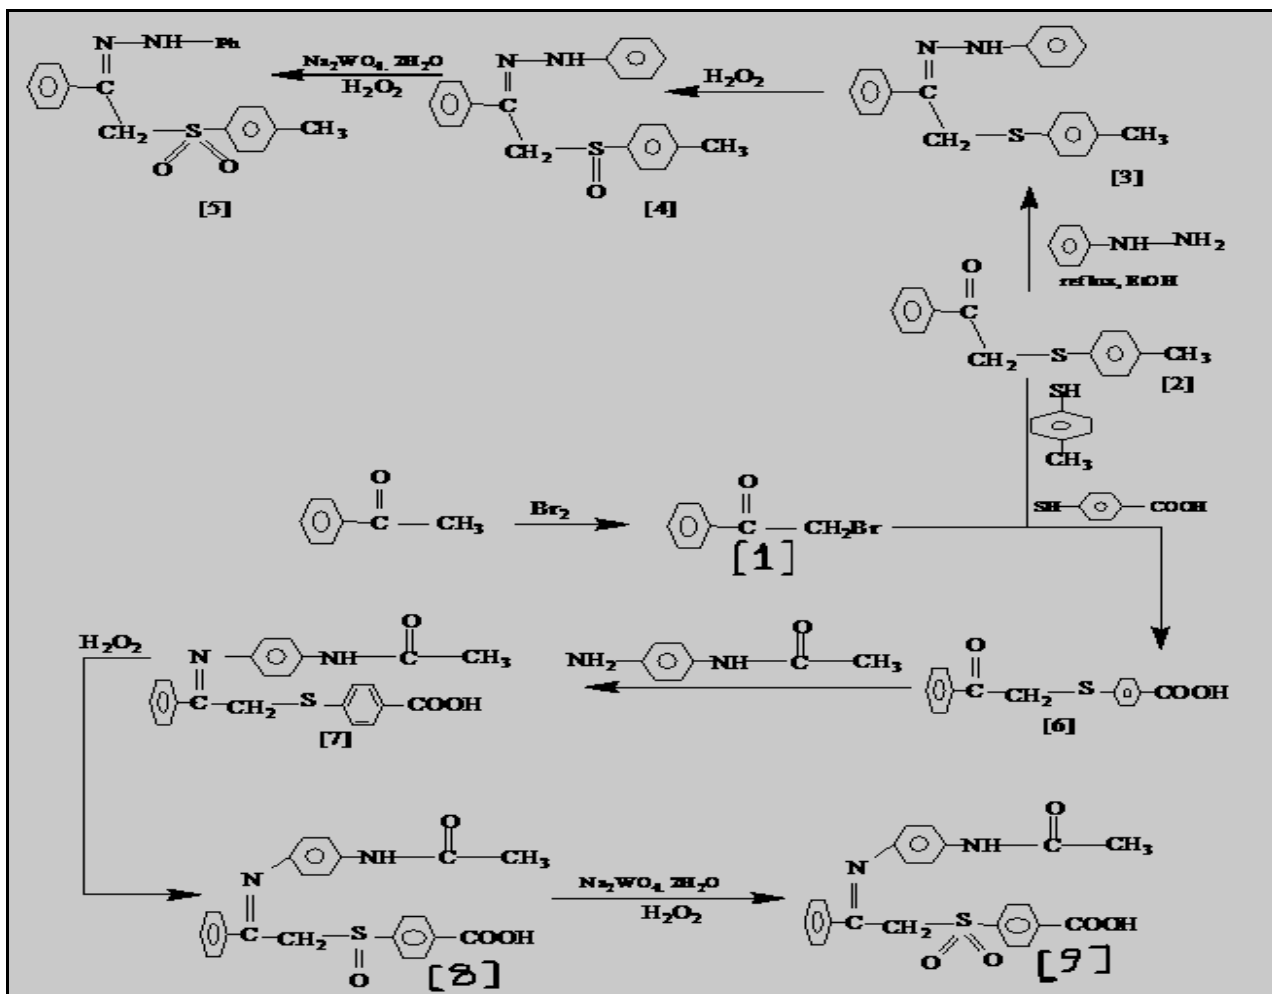 N NH Ph
C
CH2 S CH3
O O
[5]
Na2WO4. 2H2O
H2O2
N NH
C
CH2 S CH3
O
[4]
H2O2
N NH
C
CH2 S CH3
[3]
NH NH2
reflux, EtOH
O
C
CH2 S CH3
[2]
SH
CH3
SH COOH
O
C CH3
Br2
O
C CH2Br
[1]
H2O2
N NH C CH3
O
C CH2 S COOH
[7]
NH2 NH C CH3
O
O
C CH2 S COOH
[6]
O
N NH C CH3
C CH2 S COOH
O
[8]
Na2WO4. 2H2O
H2O2
O
N NH C CH3
C CH2 S COOH
O O
[9]